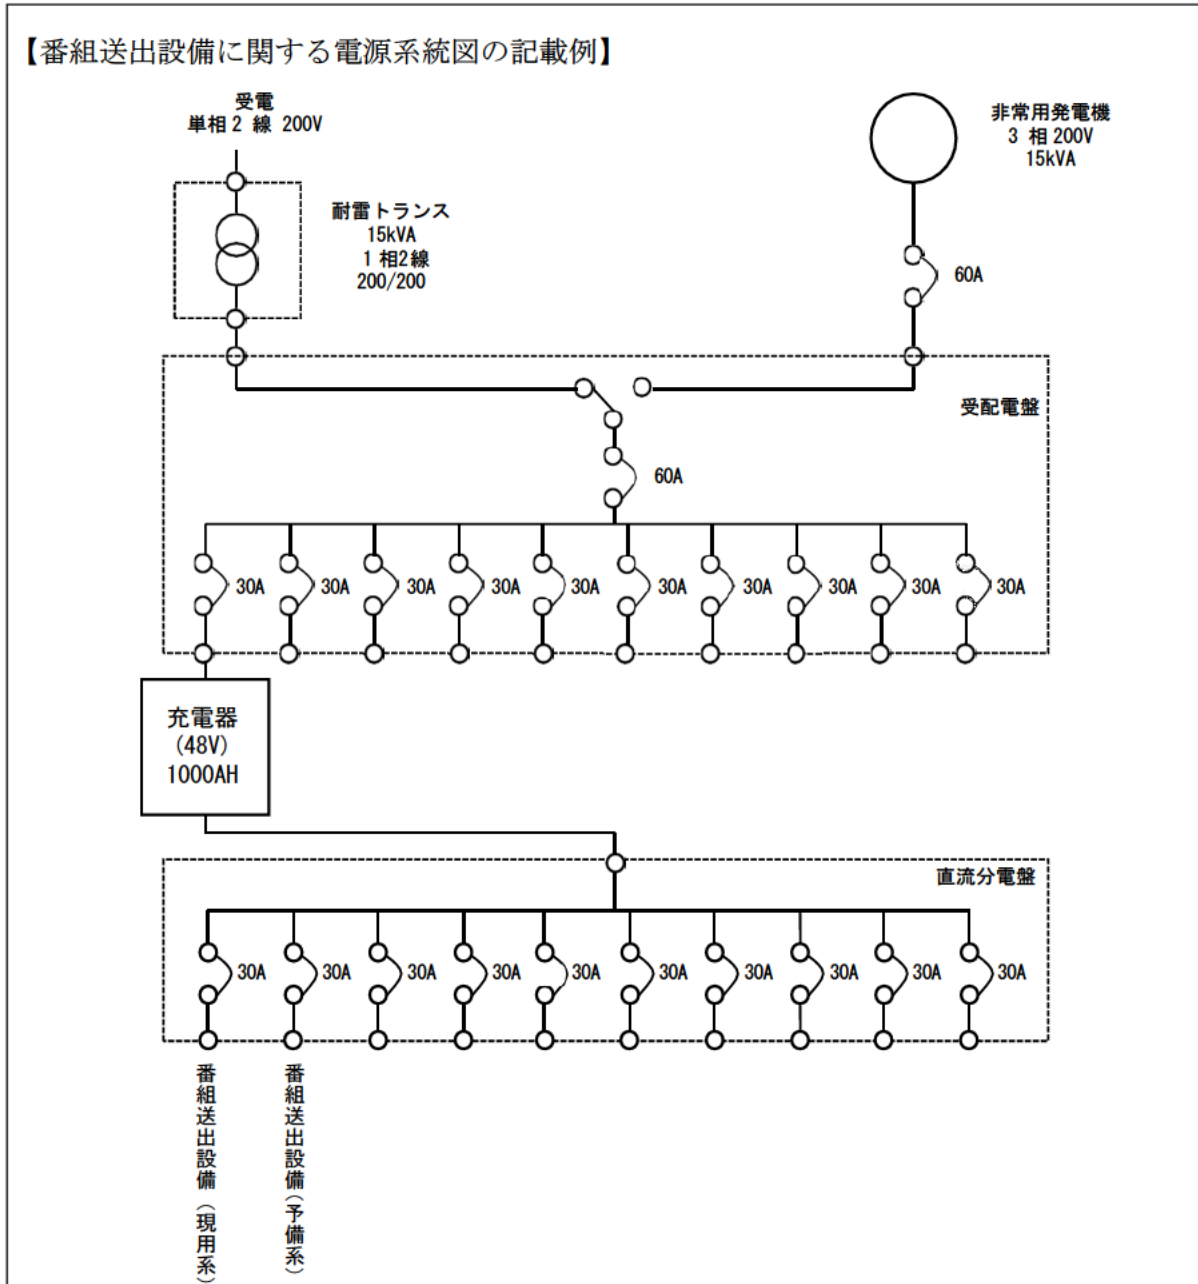 【番組送出設備に関する電源系統図の記載例】
受電
単相2 線 200V
非常用発電機
3 相200V
15kVA
耐雷トランス
15kVA
1相2線
200/200
60A
受配電盤
60A
30A 30A 30A 30A 30A 30A 30A 30A 30A 30A
充電器
(48V)
1000AH
直流分電盤
30A 30A 30A 30A 30A 30A 30A 30A 30A 30A
番組送出設備(現用系)
番組送出設備(予備系)